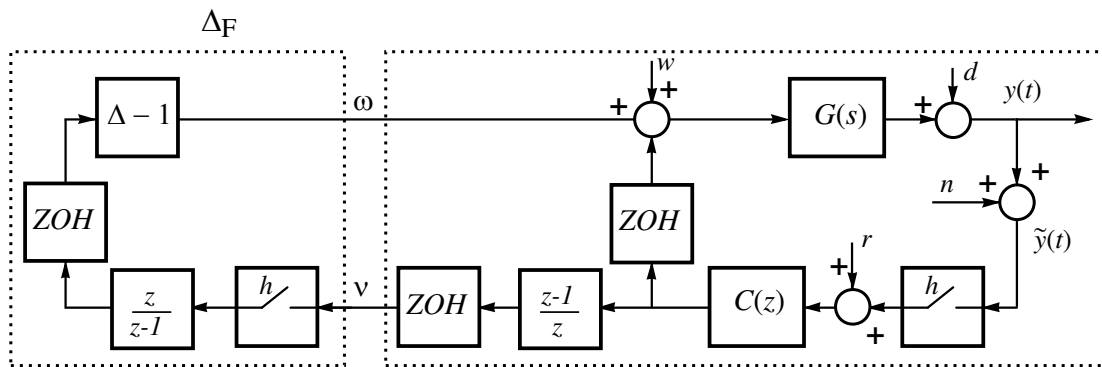 Δ_F
Δ − 1
ω
w
+
+
G(s)
d
+
y(t)
ZOH
ZOH
n
+
+
ỹ(t)
z
z-1
h
ν
ZOH
z-1
z
C(z)
r
+
+
h